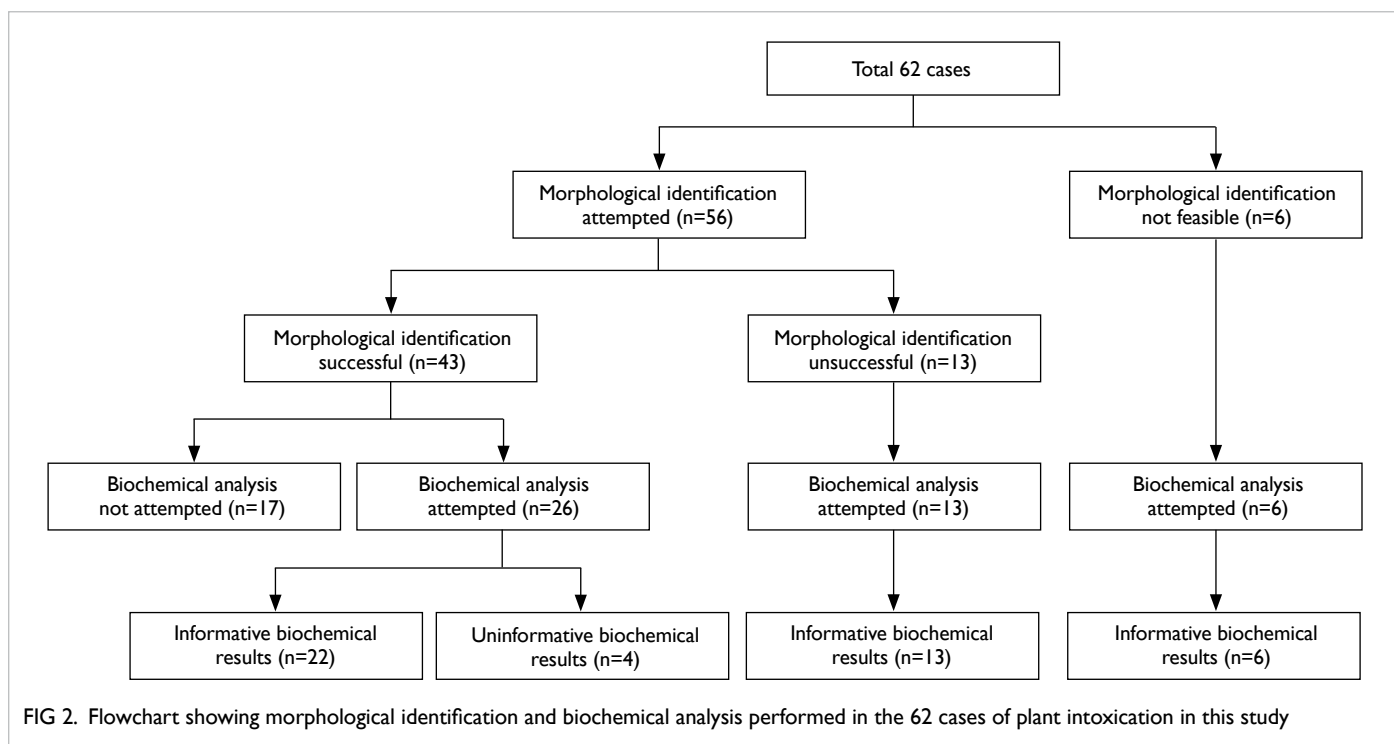 Total 62 cases
Morphological identification
attempted (n=56)
Morphological identification
not feasible (n=6)
Morphological identification
successful (n=43)
Morphological identification
unsuccessful (n=13)
Biochemical analysis
not attempted (n=17)
Biochemical analysis
attempted (n=26)
Biochemical analysis
attempted (n=13)
Biochemical analysis
attempted (n=6)
Informative biochemical
results (n=22)
Uninformative biochemical
results (n=4)
Informative biochemical
results (n=13)
Informative biochemical
results (n=6)
FIG 2. Flowchart showing morphological identification and biochemical analysis performed in the 62 cases of plant intoxication in this study